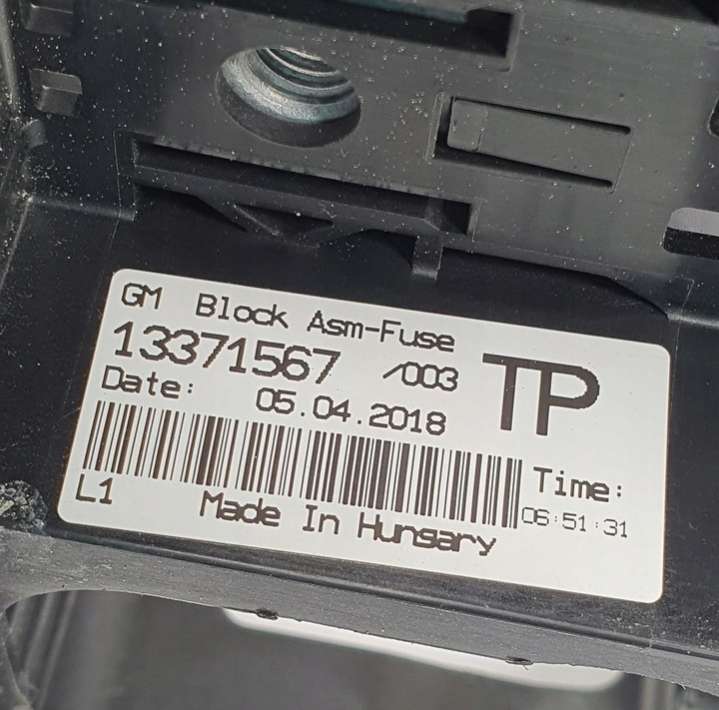 GM Block Asm-Fuse
13371567 /003 TP
Date: 05.04.2018
Time:
L1 Made In Hungary 06:51:31